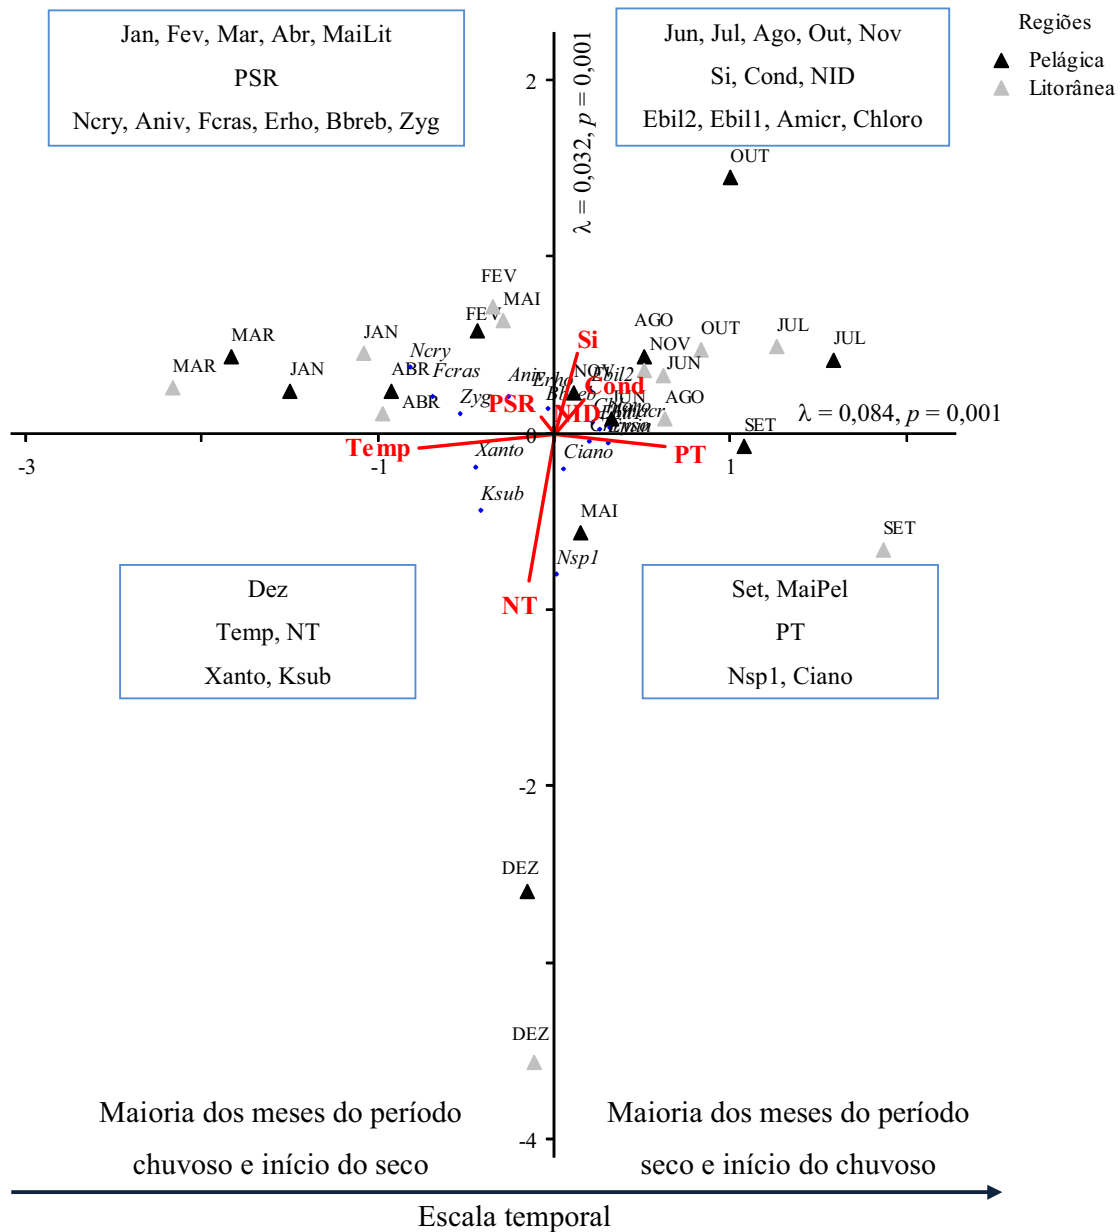 Jan, Fev, Mar, Abr, MaiLit
PSR
Ncry, Aniv, Fcras, Erho, Bbreb, Zyg
Jun, Jul, Ago, Out, Nov
Si, Cond, NID
Ebil2, Ebil1, Amicr, Chloro
Regiões
Pelágica
Litorânea
λ = 0,032, p = 0,001
2
OUT
FEV
MAI
FEV
MAR
MAR
JAN
JAN
ABR
ABR
Ncry
Fcras
Zyg
Aniv
Erho
Bbreb
PSR
Si
Cond
NID
NOV
Ebil2
AGO
NOV
JUN
JUN
AGO
OUT
JUL
JUL
λ = 0,084, p = 0,001
SET
-3
-1
1
Temp
Xanto
Ciano
PT
Ksub
MAI
SET
Nsp1
NT
Dez
Temp, NT
Xanto, Ksub
Set, MaiPel
PT
Nsp1, Ciano
-2
DEZ
DEZ
-4
Maioria dos meses do período
chuvoso e início do seco
Maioria dos meses do período
seco e início do chuvoso
Escala temporal